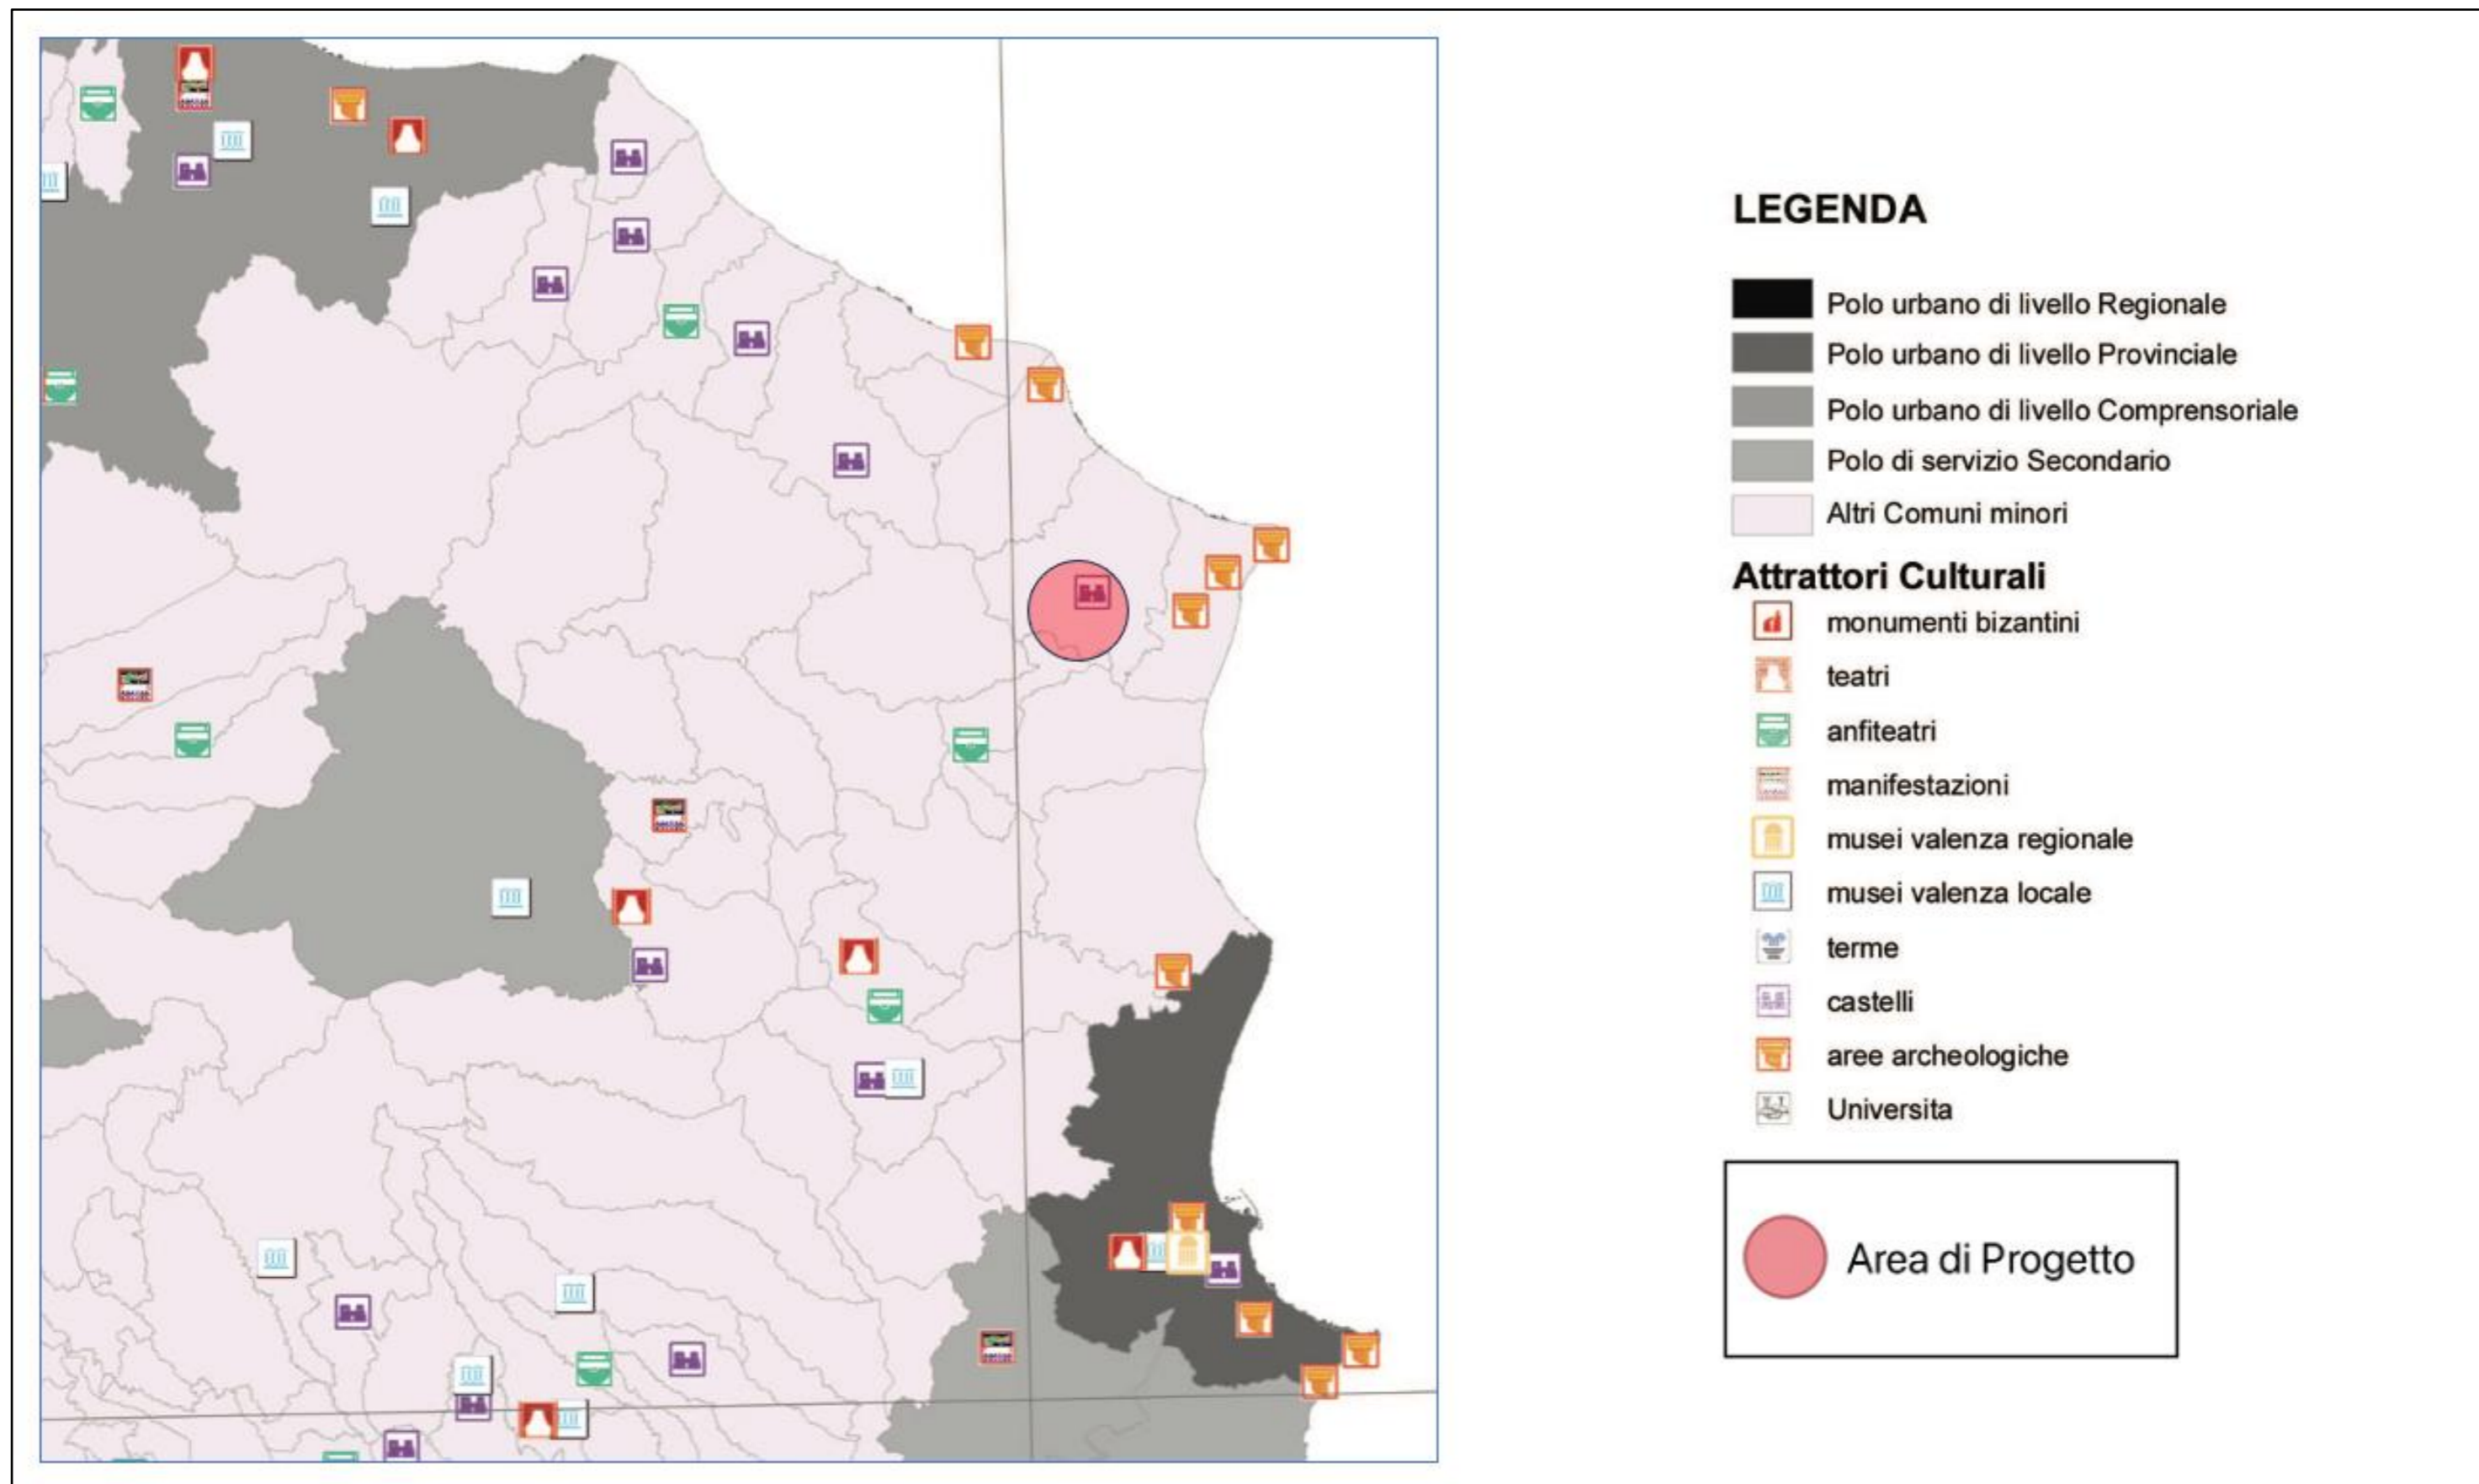 LEGENDA
Polo urbano di livello Regionale
Polo urbano di livello Provinciale
Polo urbano di livello Comprensoriale
Polo di servizio Secondario
Altri Comuni minori
Attrattori Culturali
monumenti bizantini
teatri
anfiteatri
manifestazioni
musei valenza regionale
musei valenza locale
terme
castelli
aree archeologiche
Universita
Area di Progetto